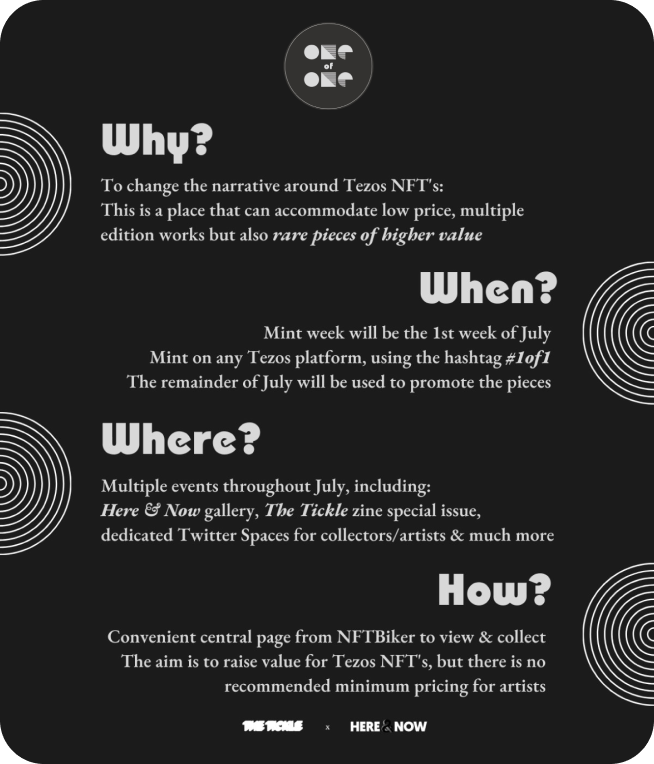 ONE
of
ONE
Why?
To change the narrative around Tezos NFT's:
This is a place that can accommodate low price, multiple
edition works but also rare pieces of higher value
When?
Mint week will be the 1st week of July
Mint on any Tezos platform, using the hashtag #1of1
The remainder of July will be used to promote the pieces
Where?
Multiple events throughout July, including:
Here & Now gallery, The Tickle zine special issue,
dedicated Twitter Spaces for collectors/artists & much more
How?
Convenient central page from NFTBiker to view & collect
The aim is to raise value for Tezos NFT's, but there is no
recommended minimum pricing for artists
THE TICKLE x HERE & NOW